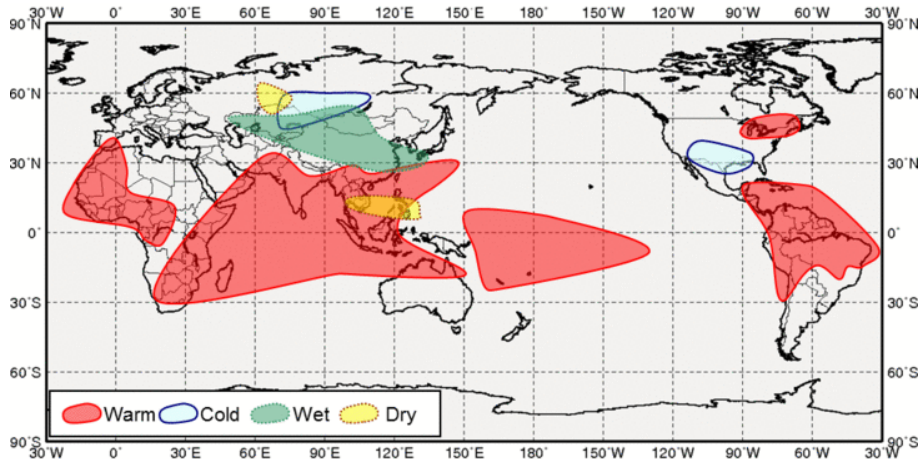 30°W 0° 30°E 60°E 90°E 120°E 150°E 180° 150°W 120°W 90°W 60°W 30°W
90°N 90°N
60°N 60°N
30°N 30°N
0° 0°
30°S 30°S
60°S 60°S
Warm Cold Wet Dry
90°S 90°S
30°W 0° 30°E 60°E 90°E 120°E 150°E 180° 150°W 120°W 90°W 60°W 30°W